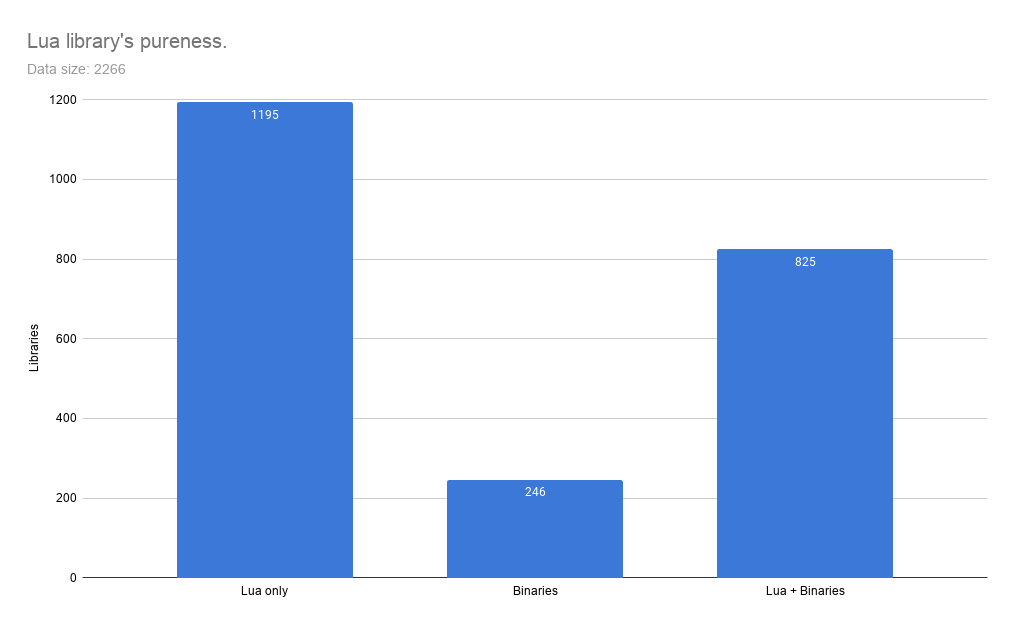 Lua library's pureness.
Data size: 2266
Libraries
1200
1000
800
600
400
200
0
1195
246
825
Lua only
Binaries
Lua + Binaries